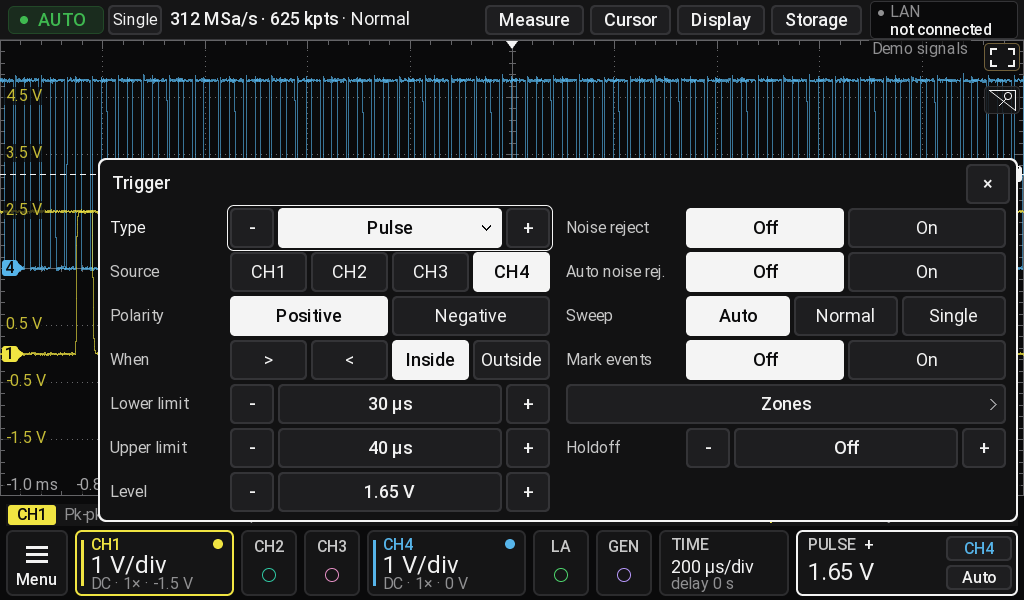 AUTO Single 312 MSa/s · 625 kpts · Normal Measure Cursor Display Storage LAN
not connected
Demo signals
4.5 V
3.5 V
2.5 V
4
0.5 V
1
-0.5 V
-1.5 V
-1.0 ms
Trigger ×
Type - Pulse + Noise reject Off On
Source CH1 CH2 CH3 CH4 Auto noise rej. Off On
Polarity Positive Negative Sweep Auto Normal Single
When > < Inside Outside Mark events Off On
Lower limit - 30 µs + Zones
Upper limit - 40 µs + Holdoff - Off +
Level - 1.65 V +
CH1
Menu
CH1
1 V/div
DC · 1× · -1.5 V
CH2
CH3
CH4
1 V/div
DC · 1× · 0 V
LA
GEN
TIME
200 µs/div
delay 0 s
PULSE + CH4
1.65 V Auto